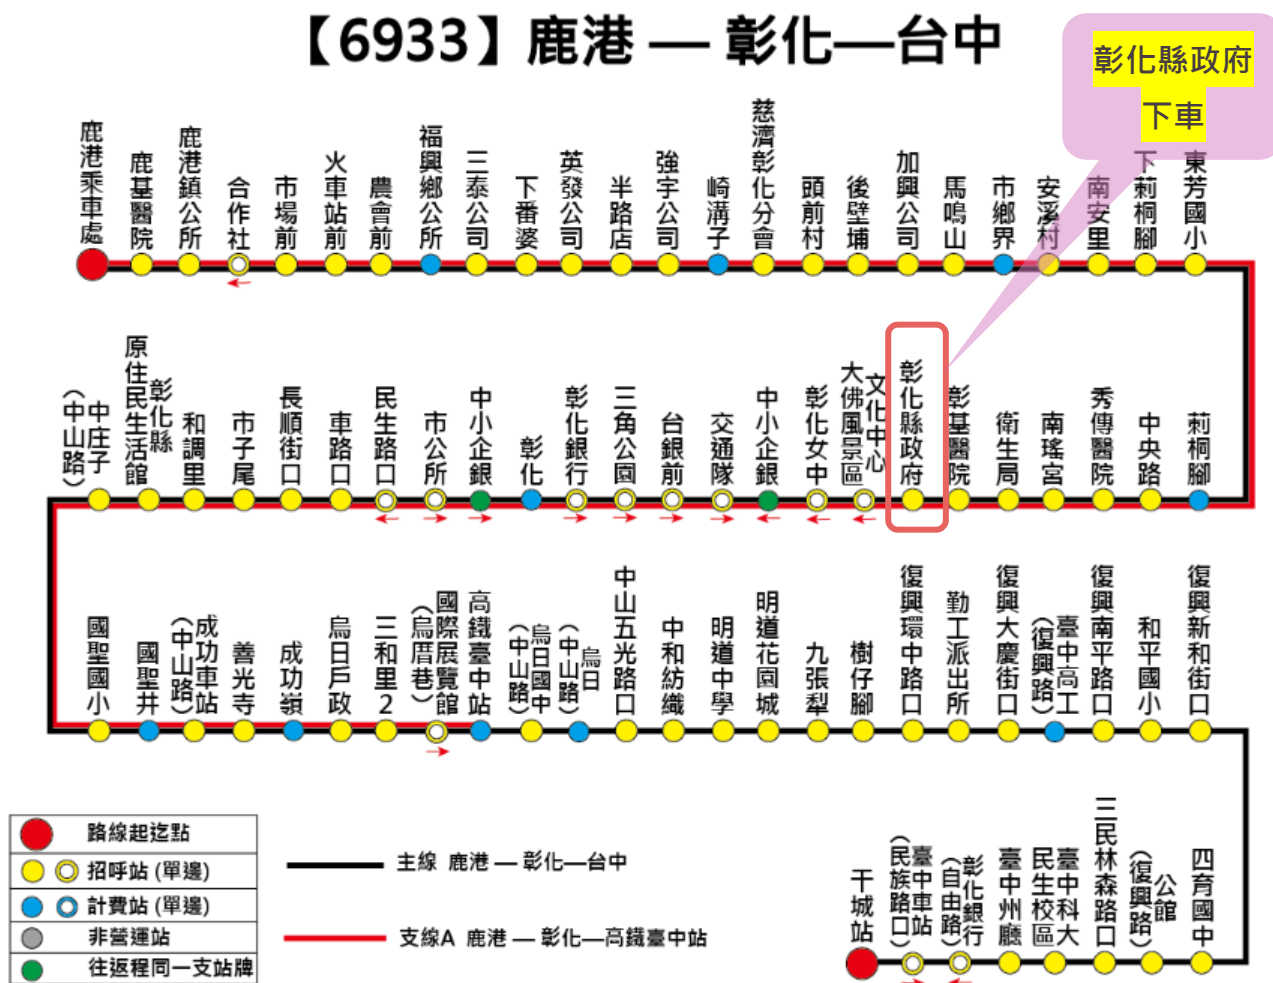 【6933】鹿港 — 彰化—台中
彰化縣政府
下車
鹿港乘車處
鹿基醫院
鹿港鎮公所
合作社
市場前
火車站前
農會前
福興鄉公所
三泰公司
下番婆
英發公司
半路店
強宇公司
崎溝子
慈濟彰化分會
頭前村
後壁埔
加興公司
馬鳴山
市鄉界
安溪村
南安里
下莿桐腳
東芳國小
中庄子
(中山路)
彰化縣
原住民生活館
和調里
市子尾
長順街口
車路口
民生路口
市公所
中小企銀
彰化
彰化銀行
三角公園
台銀前
交通隊
中小企銀
彰化女中
文化中心
大佛風景區
彰化縣政府
彰基醫院
衛生局
南瑤宮
秀傳醫院
中央路
莿桐腳
國聖國小
國聖井
成功車站
(中山路)
善光寺
成功嶺
烏日戶政
三和里2
國際展覽館
(烏厝巷)
高鐵臺中站
烏日國中
(中山路)
烏日
(中山路)
中山五光路口
中和紡織
明道中學
明道花園城
九張犁
樹仔腳
復興環中路口
勤工派出所
復興大慶街口
臺中高工
(復興路)
復興南平路口
和平國小
復興新和街口
干城站
臺中車站
(民族路口)
彰化銀行
(自由路)
臺中州廳
臺中科大
民生校區
三民林森路口
公館
(復興路)
四育國中
路線起迄點
招呼站 (單邊)
計費站 (單邊)
非營運站
往返程同一支站牌
主線 鹿港 — 彰化—台中
支線A 鹿港 — 彰化—高鐵臺中站